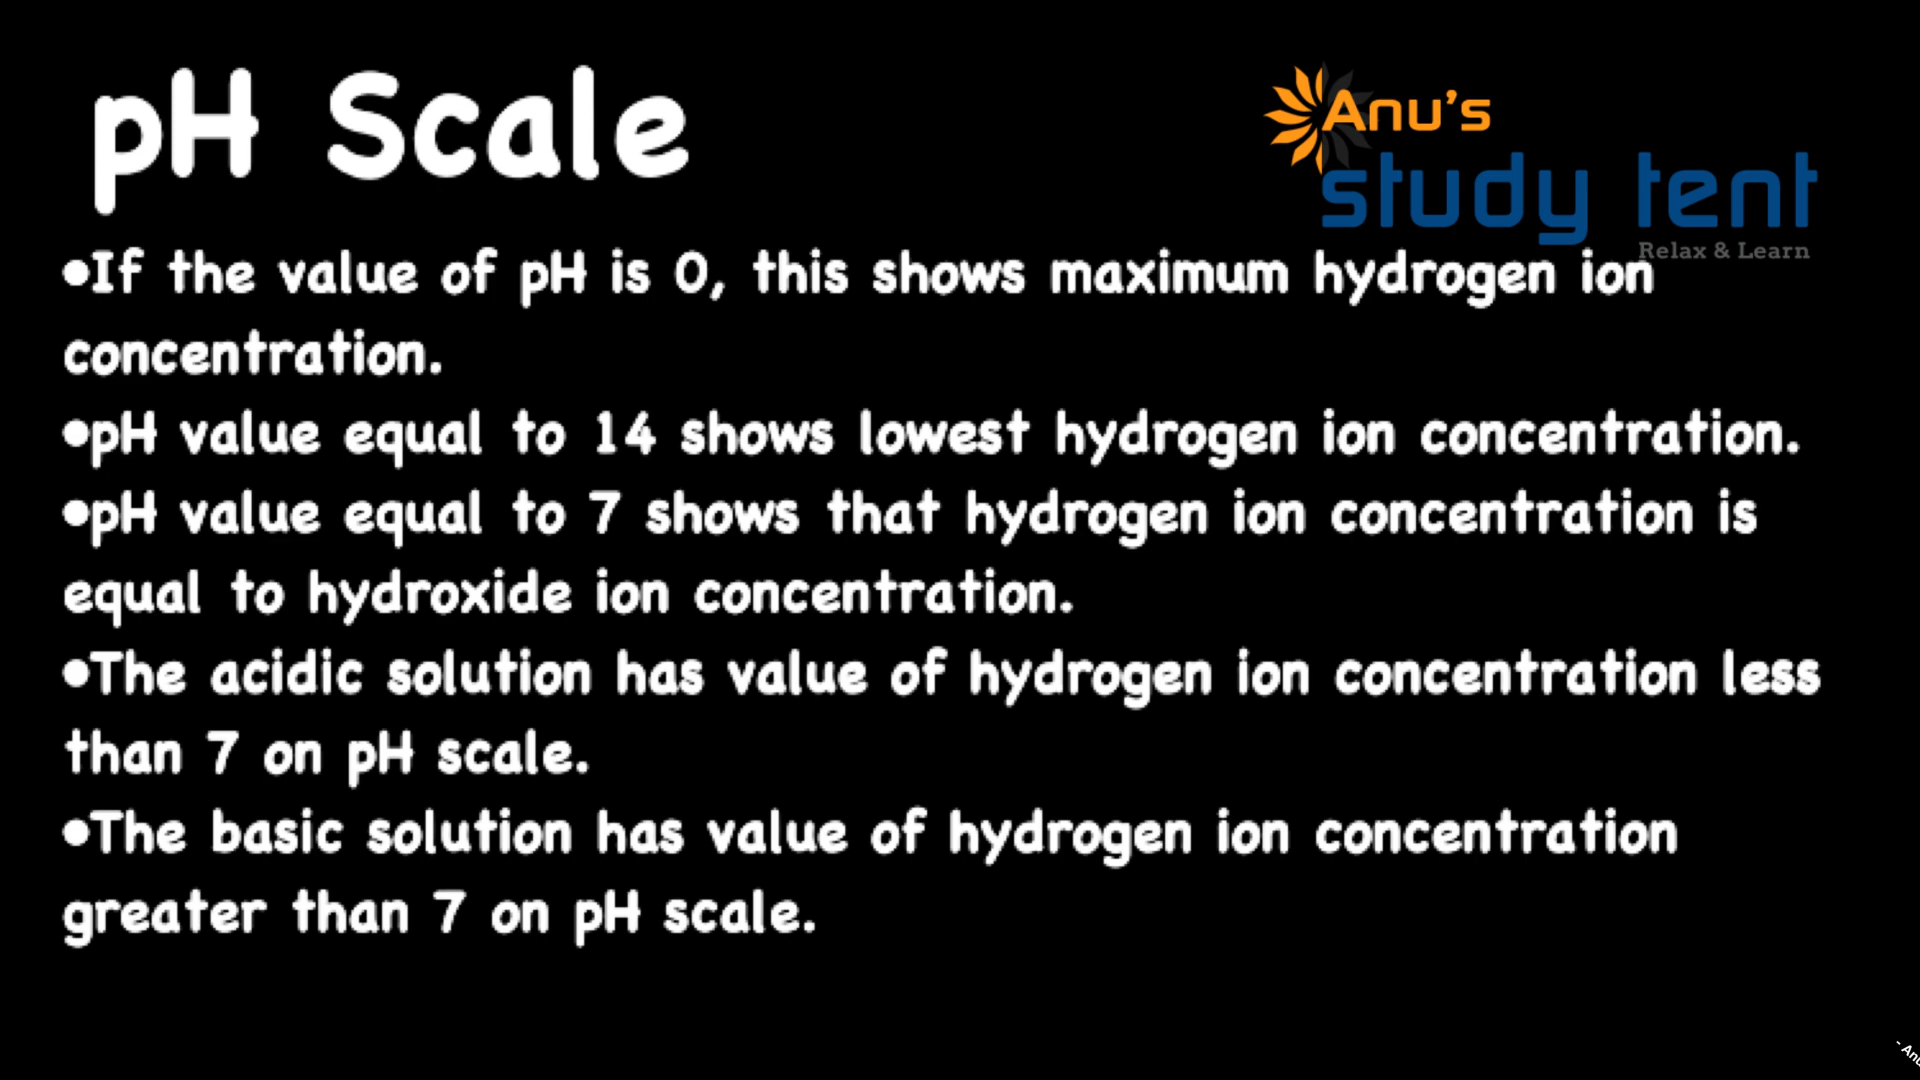 pH Scale
Anu's
study tent
Relax & Learn
•If the value of pH is 0, this shows maximum hydrogen ion
concentration.
•pH value equal to 14 shows lowest hydrogen ion concentration.
•pH value equal to 7 shows that hydrogen ion concentration is
equal to hydroxide ion concentration.
•The acidic solution has value of hydrogen ion concentration less
than 7 on pH scale.
•The basic solution has value of hydrogen ion concentration
greater than 7 on pH scale.